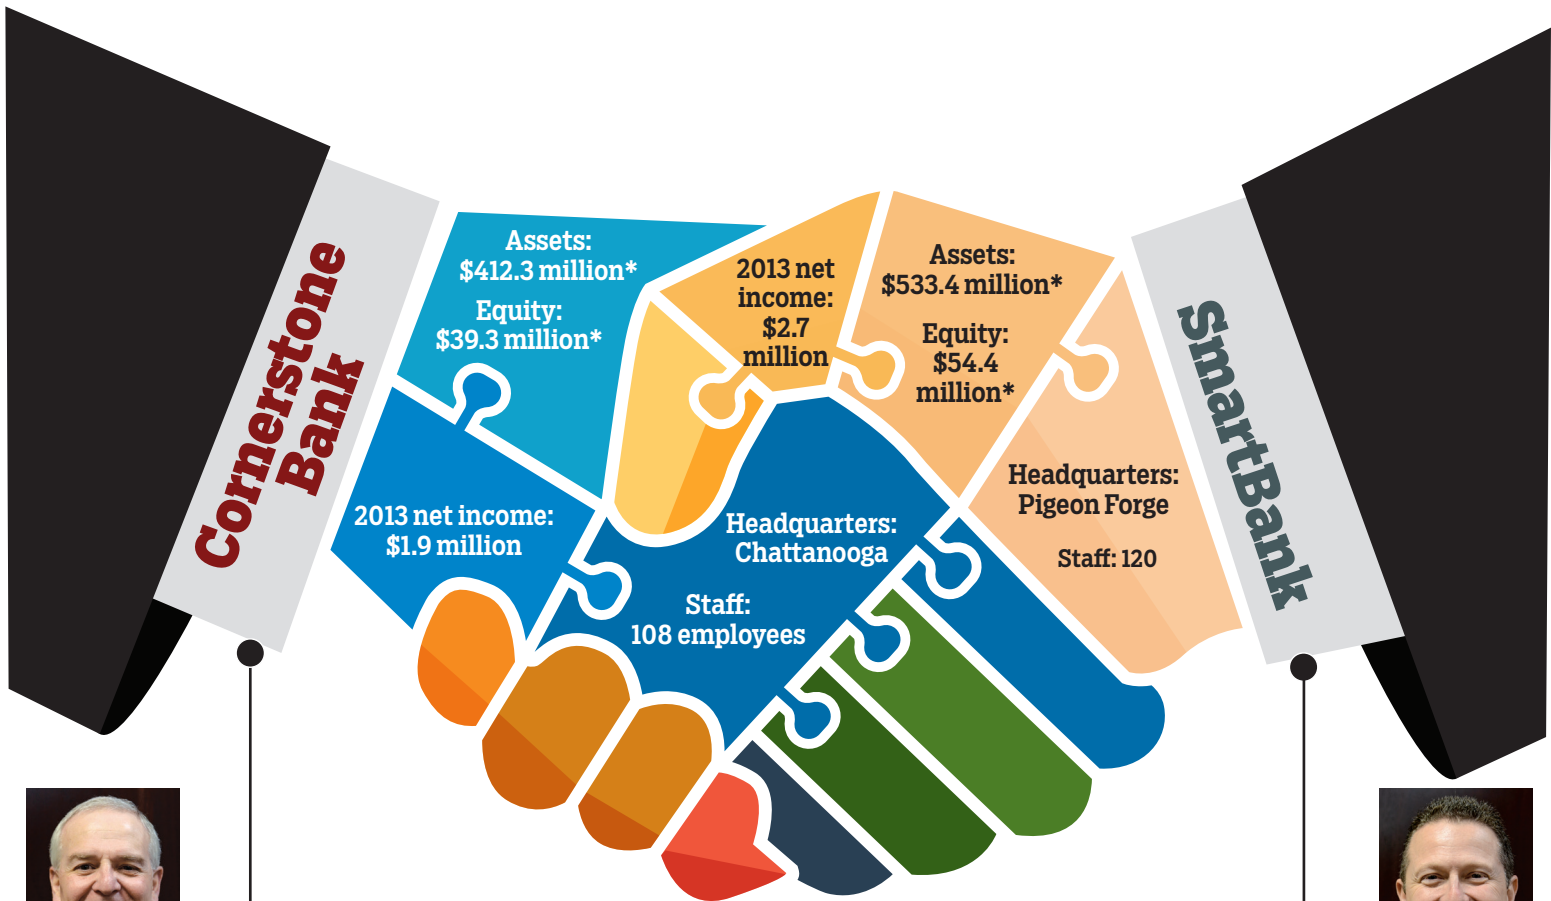 Cornerstone
Bank
Assets:
$412.3 million*
Equity:
$39.3 million*
2013 net income:
$1.9 million
Headquarters:
Chattanooga
Staff:
108 employees
2013 net
income:
$2.7
million
Assets:
$533.4 million*
Equity:
$54.4
million*
Headquarters:
Pigeon Forge
Staff: 120
SmartBank